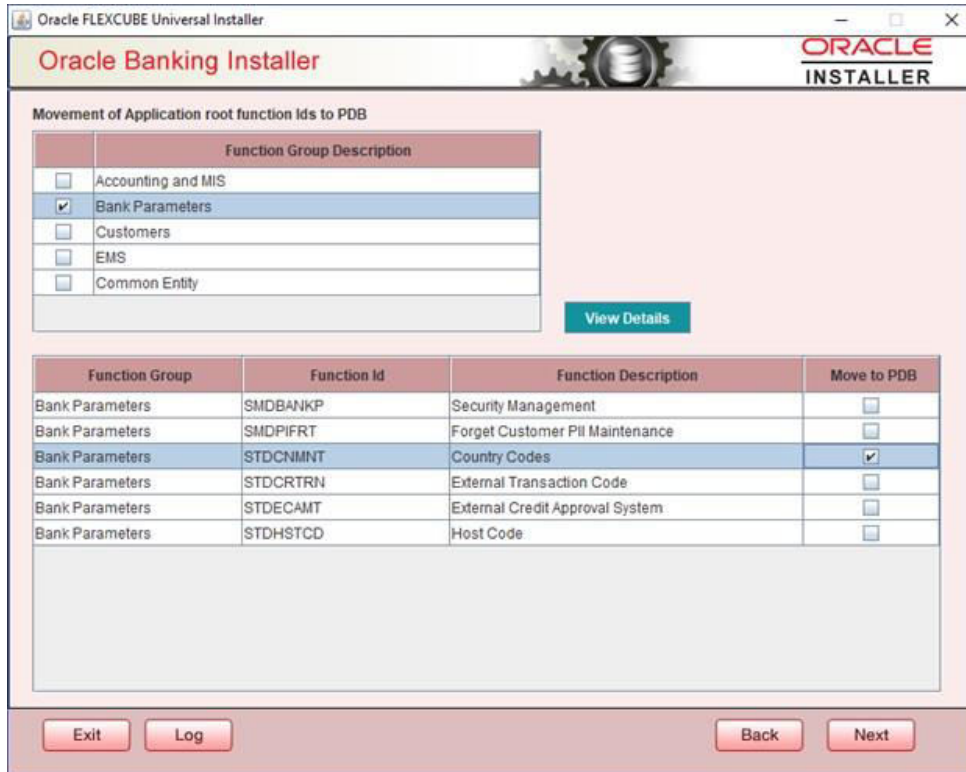 Oracle FLEXCUBE Universal Installer
Oracle Banking Installer
ORACLE
INSTALLER
Movement of Application root function Ids to PDB
Function Group Description
Accounting and MIS
Bank Parameters
Customers
EMS
Common Entity
View Details
Function Group Function Id Function Description Move to PDB
Bank Parameters SMDBANKP Security Management
Bank Parameters SMDPIFRT Forget Customer PII Maintenance
Bank Parameters STDCNMNT Country Codes
Bank Parameters STDCRTRN External Transaction Code
Bank Parameters STDECAMT External Credit Approval System
Bank Parameters STDHSTCD Host Code
Exit Log Back Next